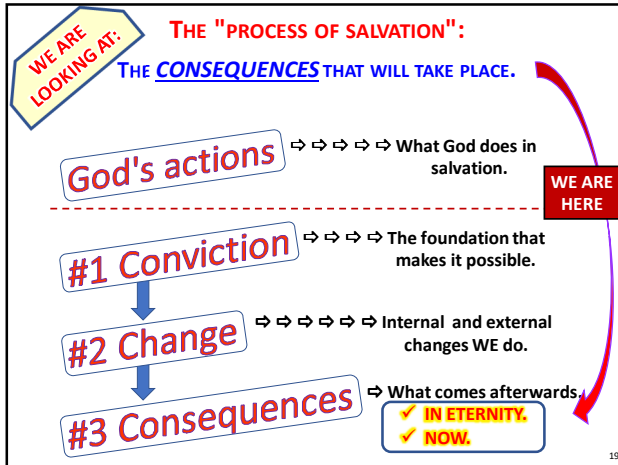 WE ARE
LOOKING AT:
THE "PROCESS OF SALVATION":
THE CONSEQUENCES THAT WILL TAKE PLACE.
God's actions ➩ ➩ ➩ ➩ ➩ What God does in
salvation.
WE ARE
HERE
#1 Conviction ➩ ➩ ➩ ➩ The foundation that
makes it possible.
#2 Change ➩ ➩ ➩ ➩ ➩ ➩ Internal and external
changes WE do.
#3 Consequences ➩ What comes afterwards.
✓ IN ETERNITY.
✓ NOW.
19